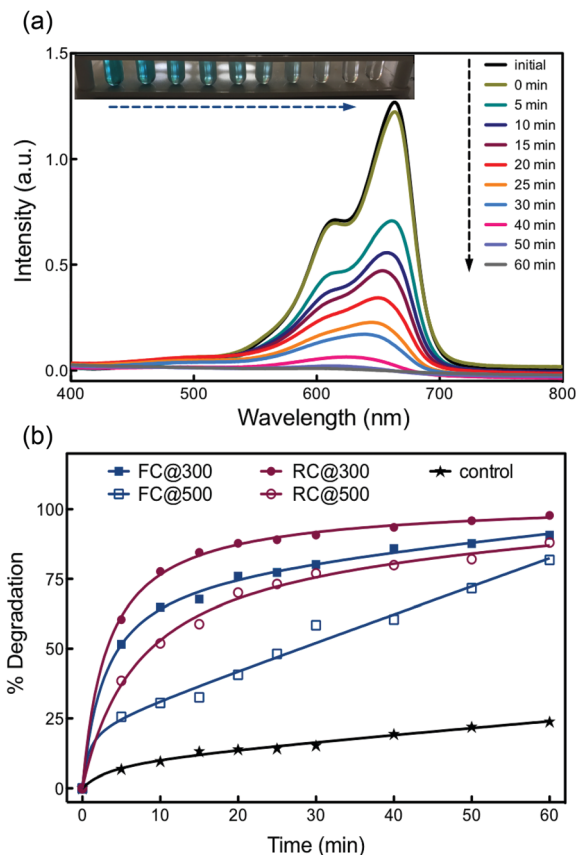 (a)
1.5
1.0
0.5
0.0
Intensity (a.u.)
initial
0 min
5 min
10 min
15 min
20 min
25 min
30 min
40 min
50 min
60 min
400 500 600 700 800
Wavelength (nm)
(b)
FC@300 RC@300 control
FC@500 RC@500
100
75
50
25
0
% Degradation
0 10 20 30 40 50 60
Time (min)